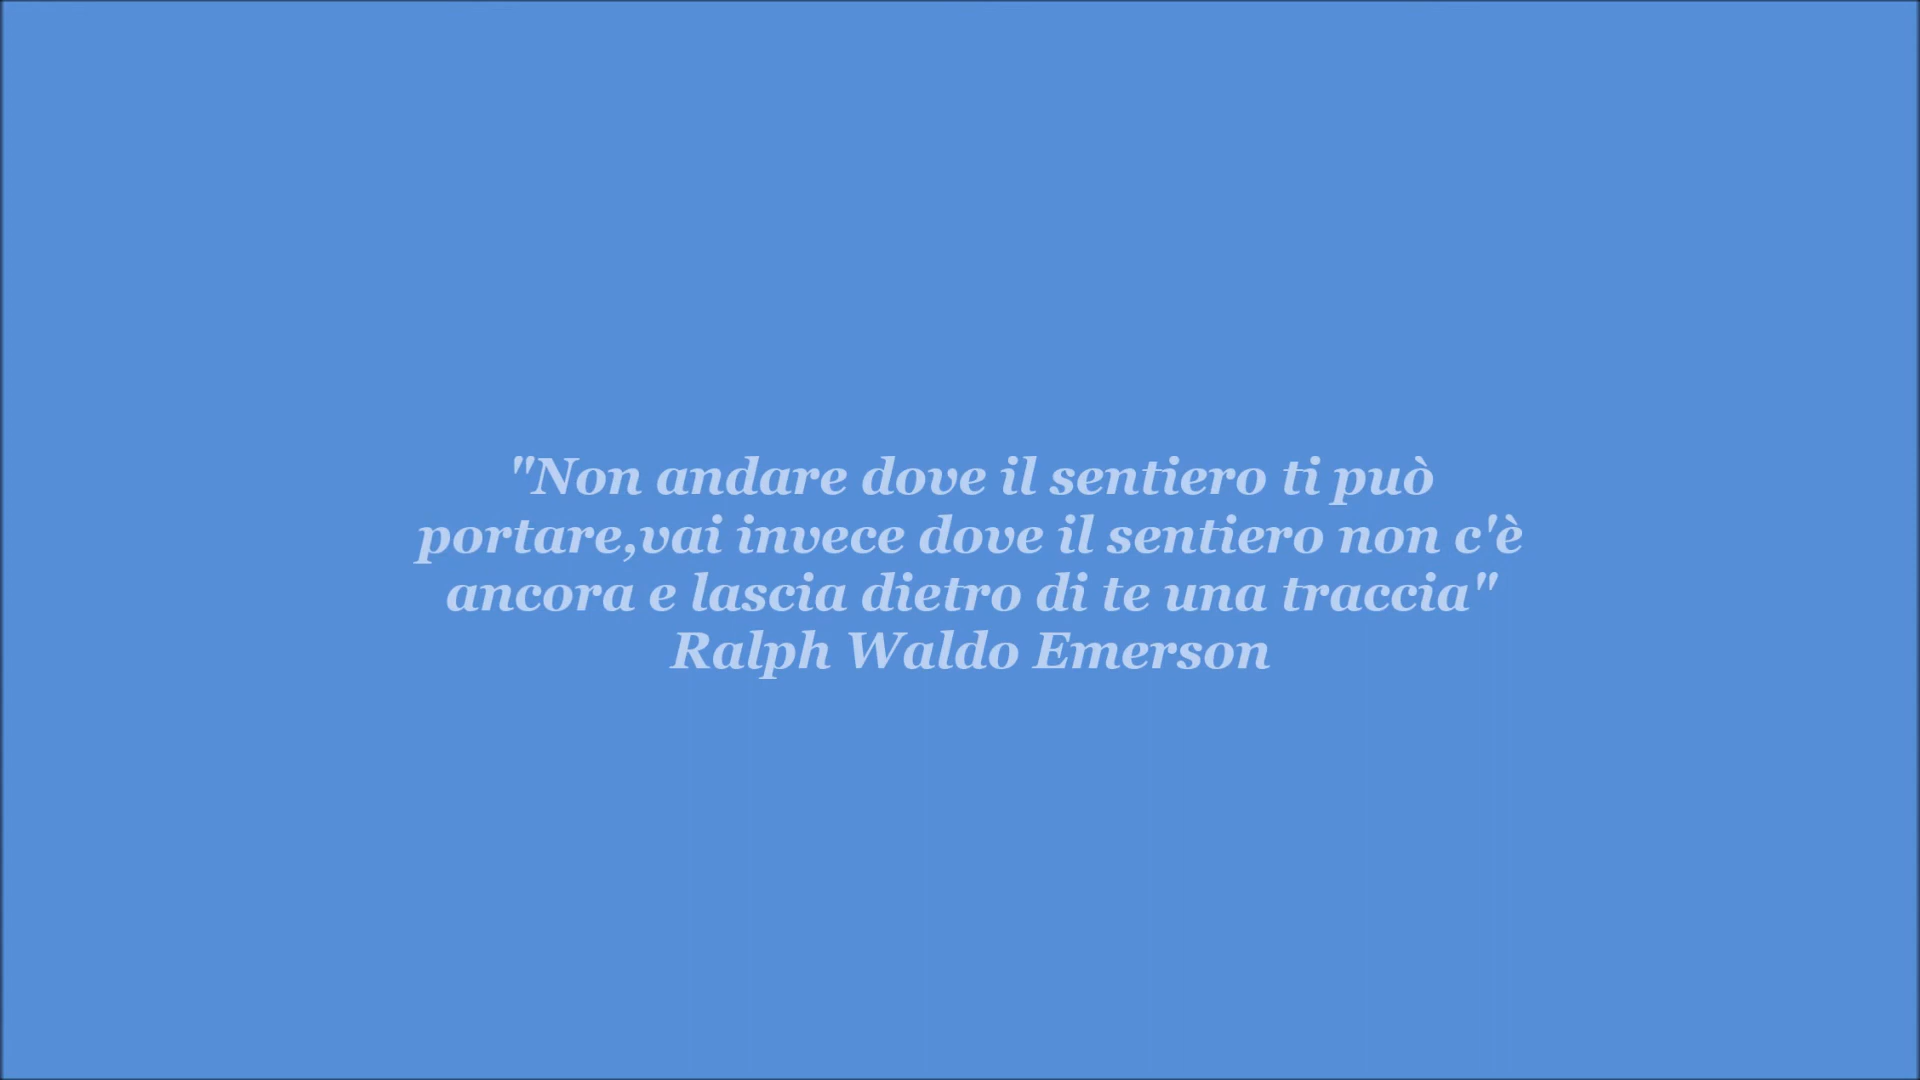 "Non andare dove il sentiero ti può
portare,vai invece dove il sentiero non c'è
ancora e lascia dietro di te una traccia"
Ralph Waldo Emerson